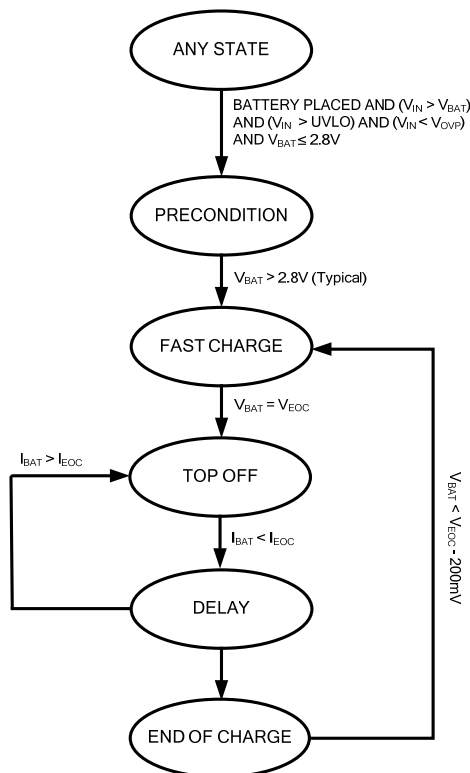 ANY STATE
BATTERY PLACED AND (VIN > VBAT)
AND (VIN > UVLO) AND (VIN < VOVP)
AND VBAT ≤ 2.8V
PRECONDITION
VBAT > 2.8V (Typical)
FAST CHARGE
VBAT = VEOC
IBAT > IEOC
TOP OFF
IBAT < IEOC
VBAT < VEOC - 200mV
DELAY
END OF CHARGE